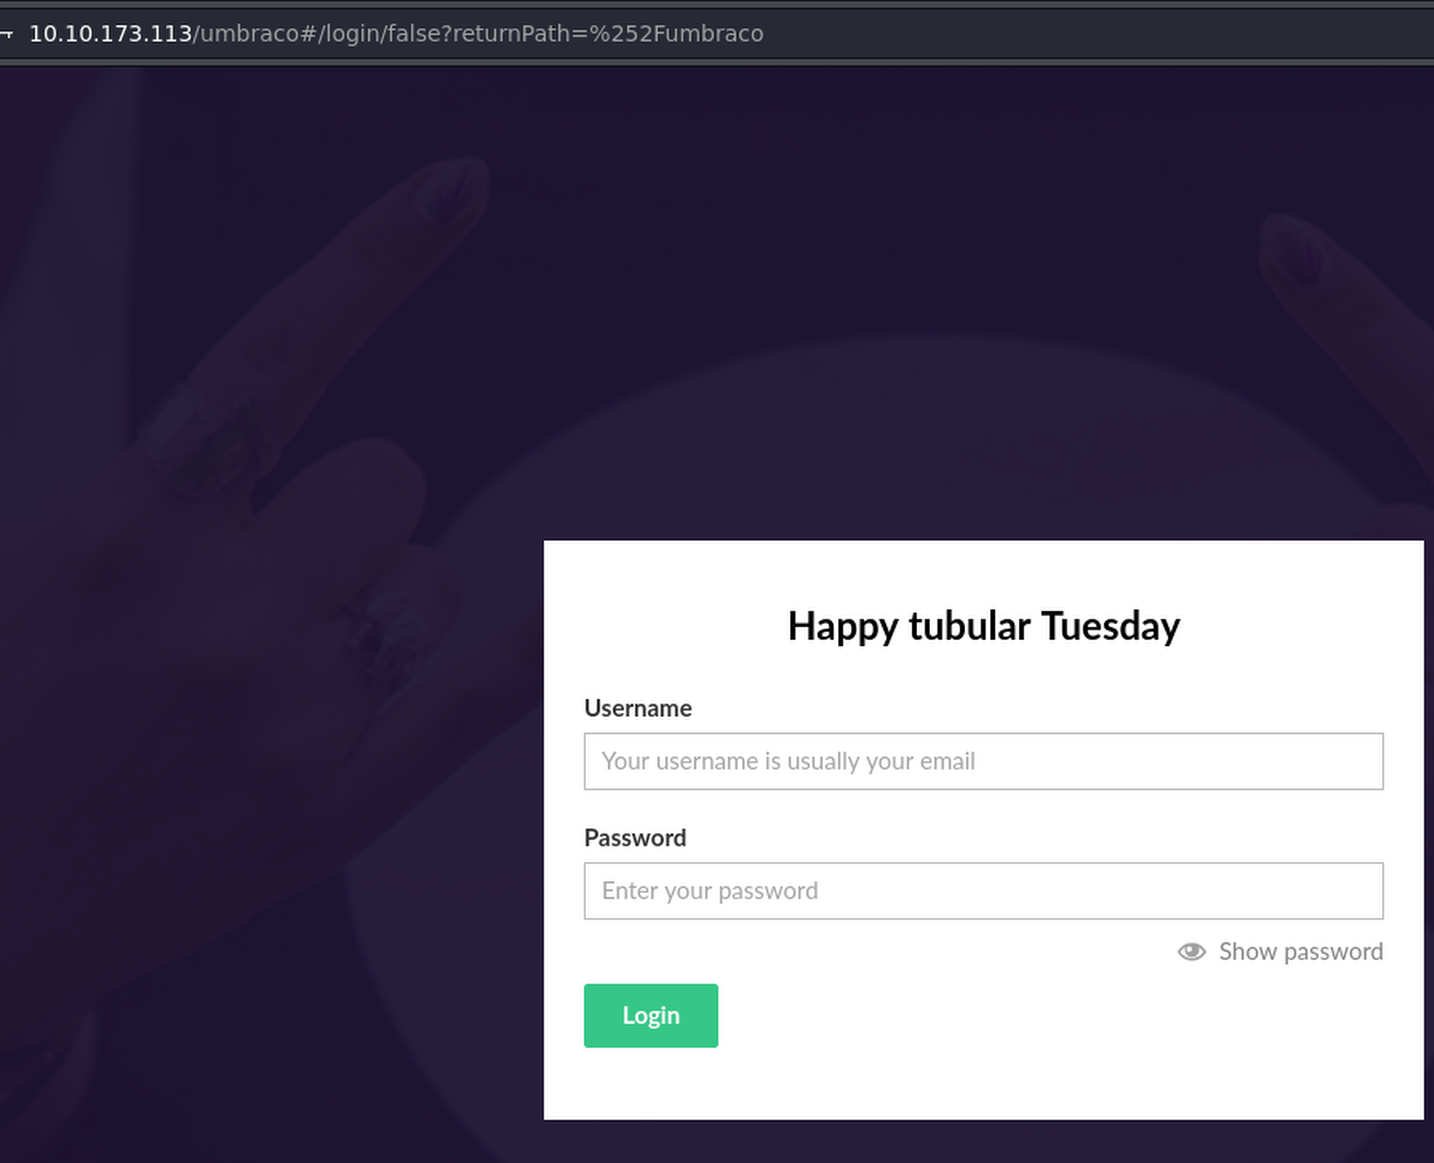 10.10.173.113/umbraco#/login/false?returnPath=%252Fumbraco
Happy tubular Tuesday
Username
Your username is usually your email
Password
Enter your password
Show password
Login